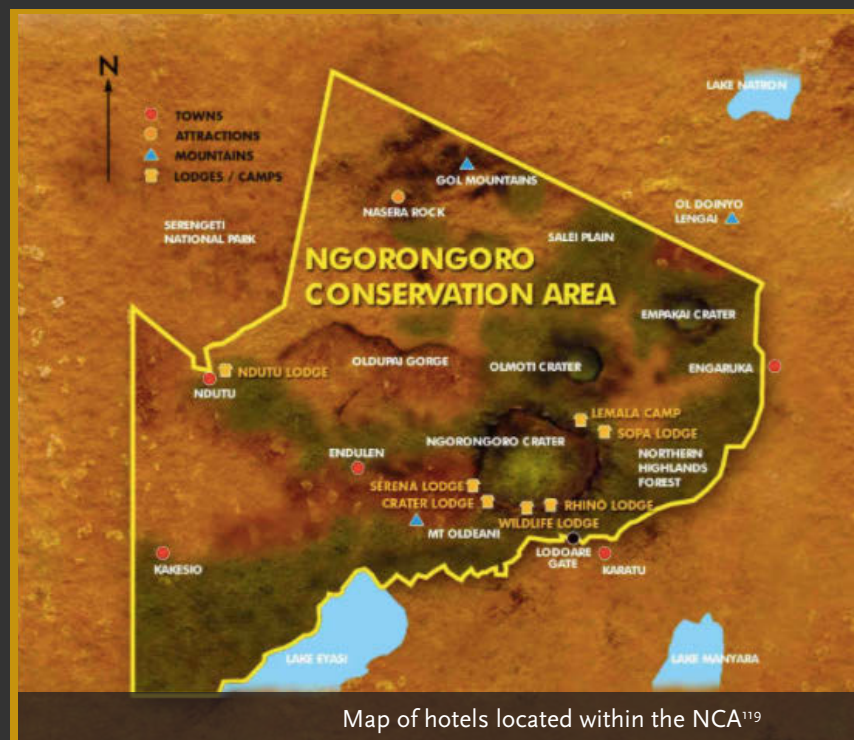 N
TOWNS
ATTRACTIONS
MOUNTAINS
LODGES / CAMPS
LAKE NATRON
GOL MOUNTAINS
NASERA ROCK
OL DOINYO
LENGAI
SERENGETI
NATIONAL PARK
SALEI PLAIN
NGORONGORO
CONSERVATION AREA
EMPAKAI CRATER
OLDUPAI GORGE
OLMOTI CRATER
ENGARUKA
NDUTU LODGE
NDUTU
LEMALA CAMP
SOPA LODGE
NGORONGORO CRATER
ENDULEN
NORTHERN
HIGHLANDS
FOREST
SERENA LODGE
CRATER LODGE
RHINO LODGE
WILDLIFE LODGE
MT OLDEANI
LODOARE
GATE
KAKESIO
KARATU
LAKE EYASI
LAKE MANYARA
Map of hotels located within the NCA¹¹⁹